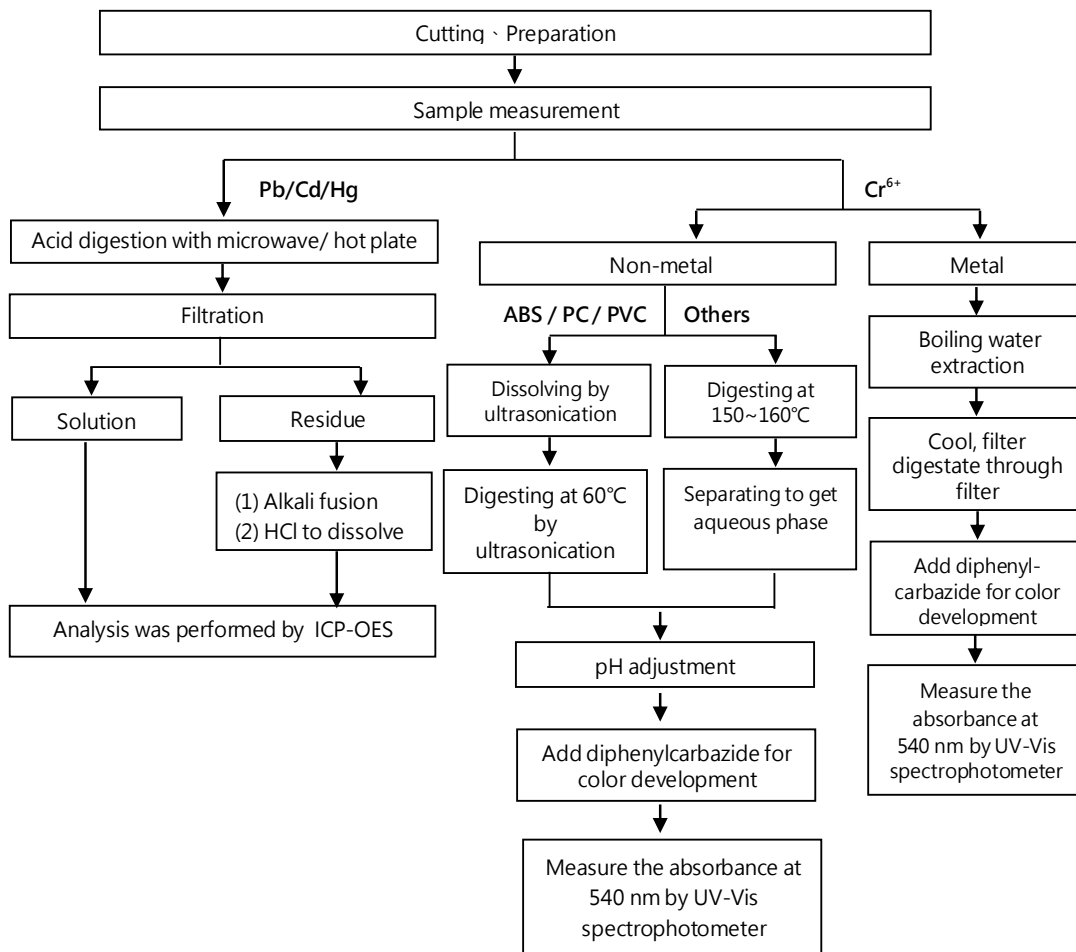 Cutting、Preparation
Sample measurement
Pb/Cd/Hg
Cr⁶⁺
Acid digestion with microwave/ hot plate
Filtration
Solution
Residue
(1) Alkali fusion
(2) HCl to dissolve
Analysis was performed by ICP-OES
Non-metal
ABS / PC / PVC
Others
Dissolving by
ultrasonication
Digesting at 60℃
by
ultrasonication
Digesting at
150~160℃
Separating to get
aqueous phase
pH adjustment
Add diphenylcarbazide for
color development
Measure the absorbance at
540 nm by UV-Vis
spectrophotometer
Metal
Boiling water
extraction
Cool, filter
digestate through
filter
Add diphenyl-
carbazide for color
development
Measure the
absorbance at
540 nm by UV-Vis
spectrophotometer